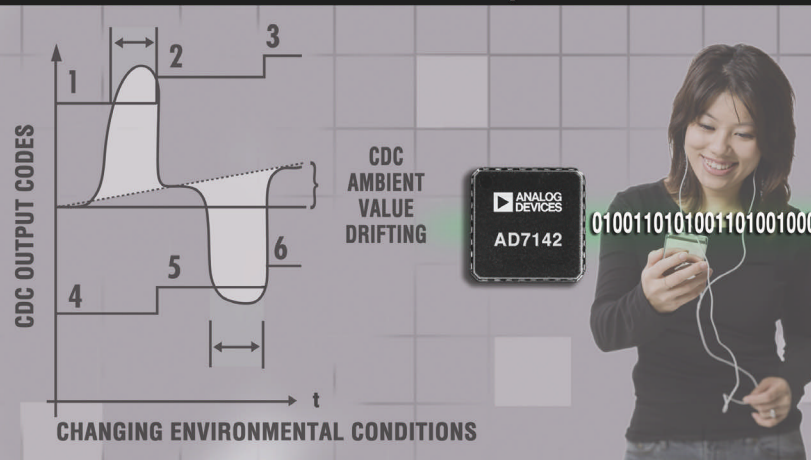 1
2
3
4
5
6
CDC OUTPUT CODES
CDC
AMBIENT
VALUE
DRIFTING
ANALOG
DEVICES
AD7142
t
CHANGING ENVIRONMENTAL CONDITIONS